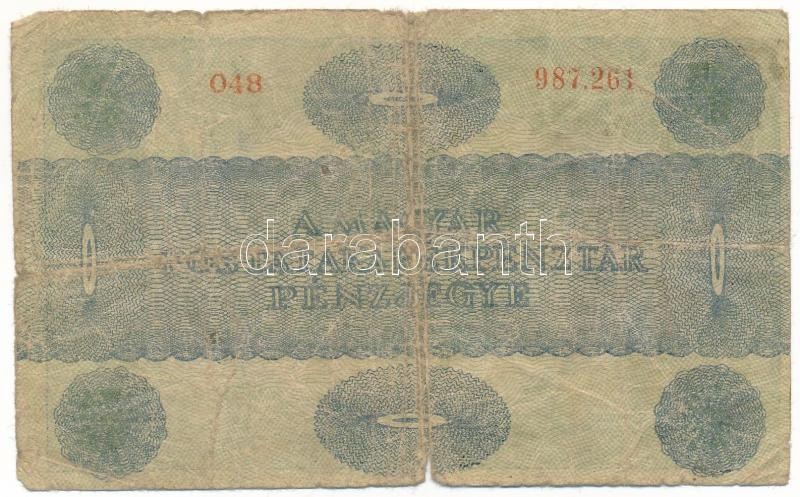 048 987.261
A MAGYAR
POSTATAKARÉKPÉNZTÁR
PÉNZJEGYE
darabanth